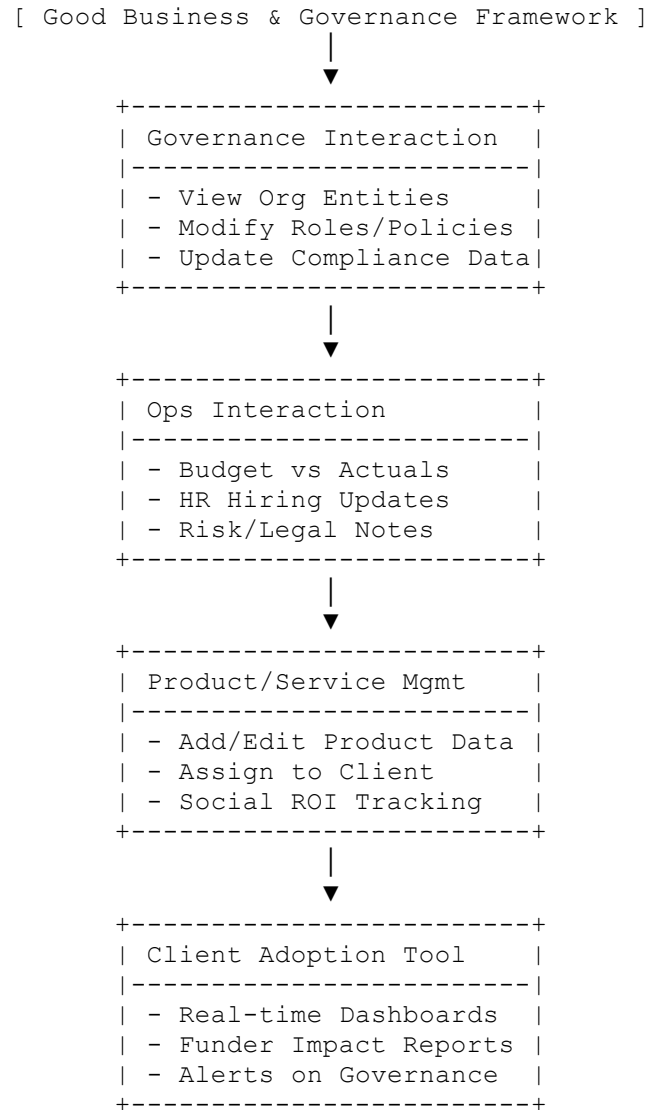 [ Good Business & Governance Framework ]
Governance Interaction
- View Org Entities
- Modify Roles/Policies
- Update Compliance Data
Ops Interaction
- Budget vs Actuals
- HR Hiring Updates
- Risk/Legal Notes
Product/Service Mgmt
- Add/Edit Product Data
- Assign to Client
- Social ROI Tracking
Client Adoption Tool
- Real-time Dashboards
- Funder Impact Reports
- Alerts on Governance